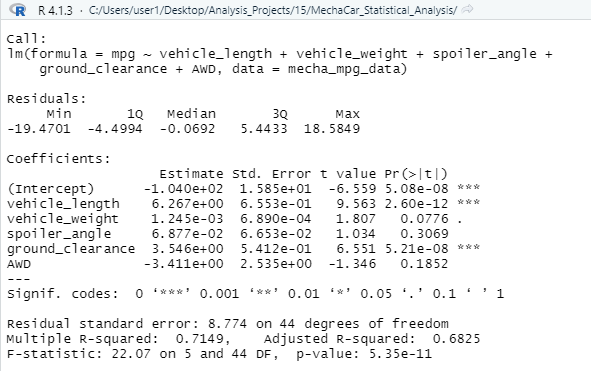 R 4.1.3 · C:/Users/user1/Desktop/Analysis_Projects/15/MechaCar_Statistical_Analysis/
Call:
lm(formula = mpg ~ vehicle_length + vehicle_weight + spoiler_angle +
    ground_clearance + AWD, data = mecha_mpg_data)
Residuals:
     Min       1Q   Median       3Q      Max
-19.4701  -4.4994  -0.0692   5.4433  18.5849
Coefficients:
                   Estimate Std. Error t value Pr(>|t|)
(Intercept)      -1.040e+02  1.585e+01  -6.559 5.08e-08 ***
vehicle_length    6.267e+00  6.553e-01   9.563 2.60e-12 ***
vehicle_weight    1.245e-03  6.890e-04   1.807   0.0776 .
spoiler_angle     6.877e-02  6.653e-02   1.034   0.3069
ground_clearance  3.546e+00  5.412e-01   6.551 5.21e-08 ***
AWD              -3.411e+00  2.535e+00  -1.346   0.1852
---
Signif. codes:  0 ‘***’ 0.001 ‘**’ 0.01 ‘*’ 0.05 ‘.’ 0.1 ‘ ’ 1
Residual standard error: 8.774 on 44 degrees of freedom
Multiple R-squared:  0.7149,    Adjusted R-squared:  0.6825
F-statistic: 22.07 on 5 and 44 DF,  p-value: 5.35e-11